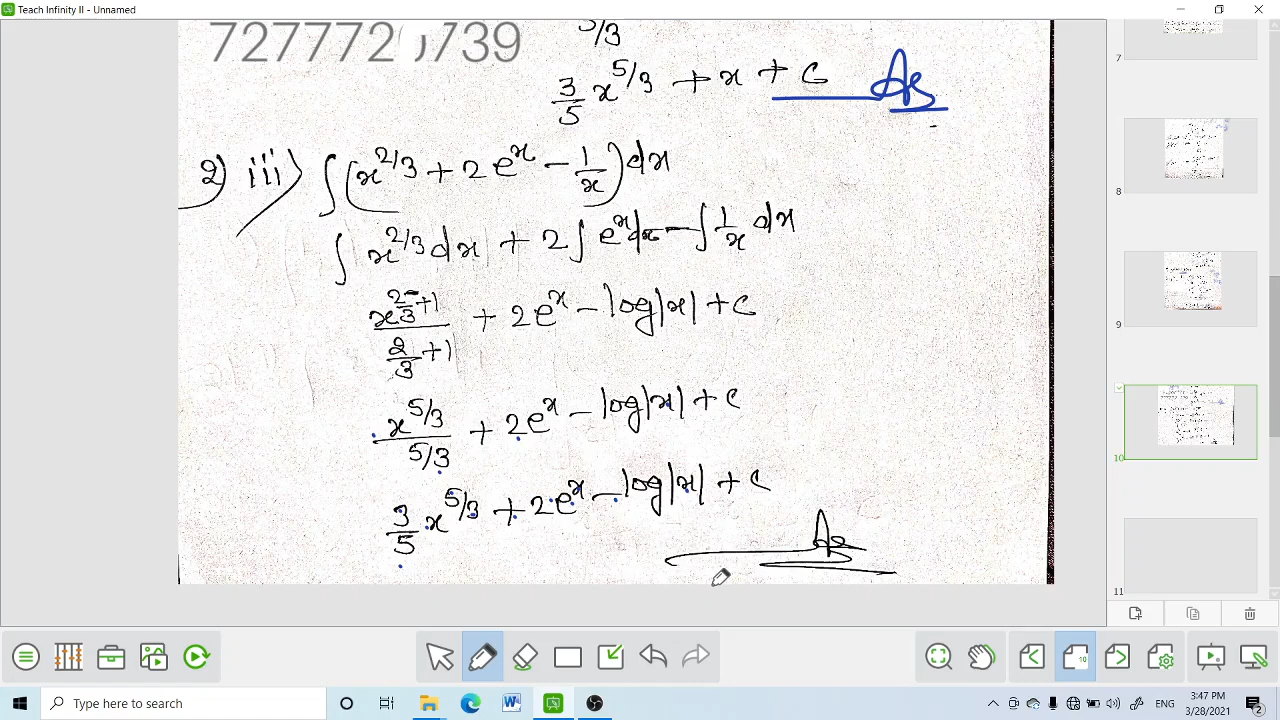 Teach Infinity II - Unnamed
5/3
3/5 x^5/3 + x + C Ans
2) iii) ∫(x^2/3 + 2e^x - 1/x)dx
∫x^2/3 dx + 2∫e^x dx - ∫1/x dx
x^(2/3+1) / (2/3+1) + 2e^x - log|x| + C
x^5/3 / 5/3 + 2e^x - log|x| + C
3/5 x^5/3 + 2e^x - log|x| + C
Ans
7
8
9
10
11
10
Type here to search
W
ENG
3:40 PM
3/28/2021
2